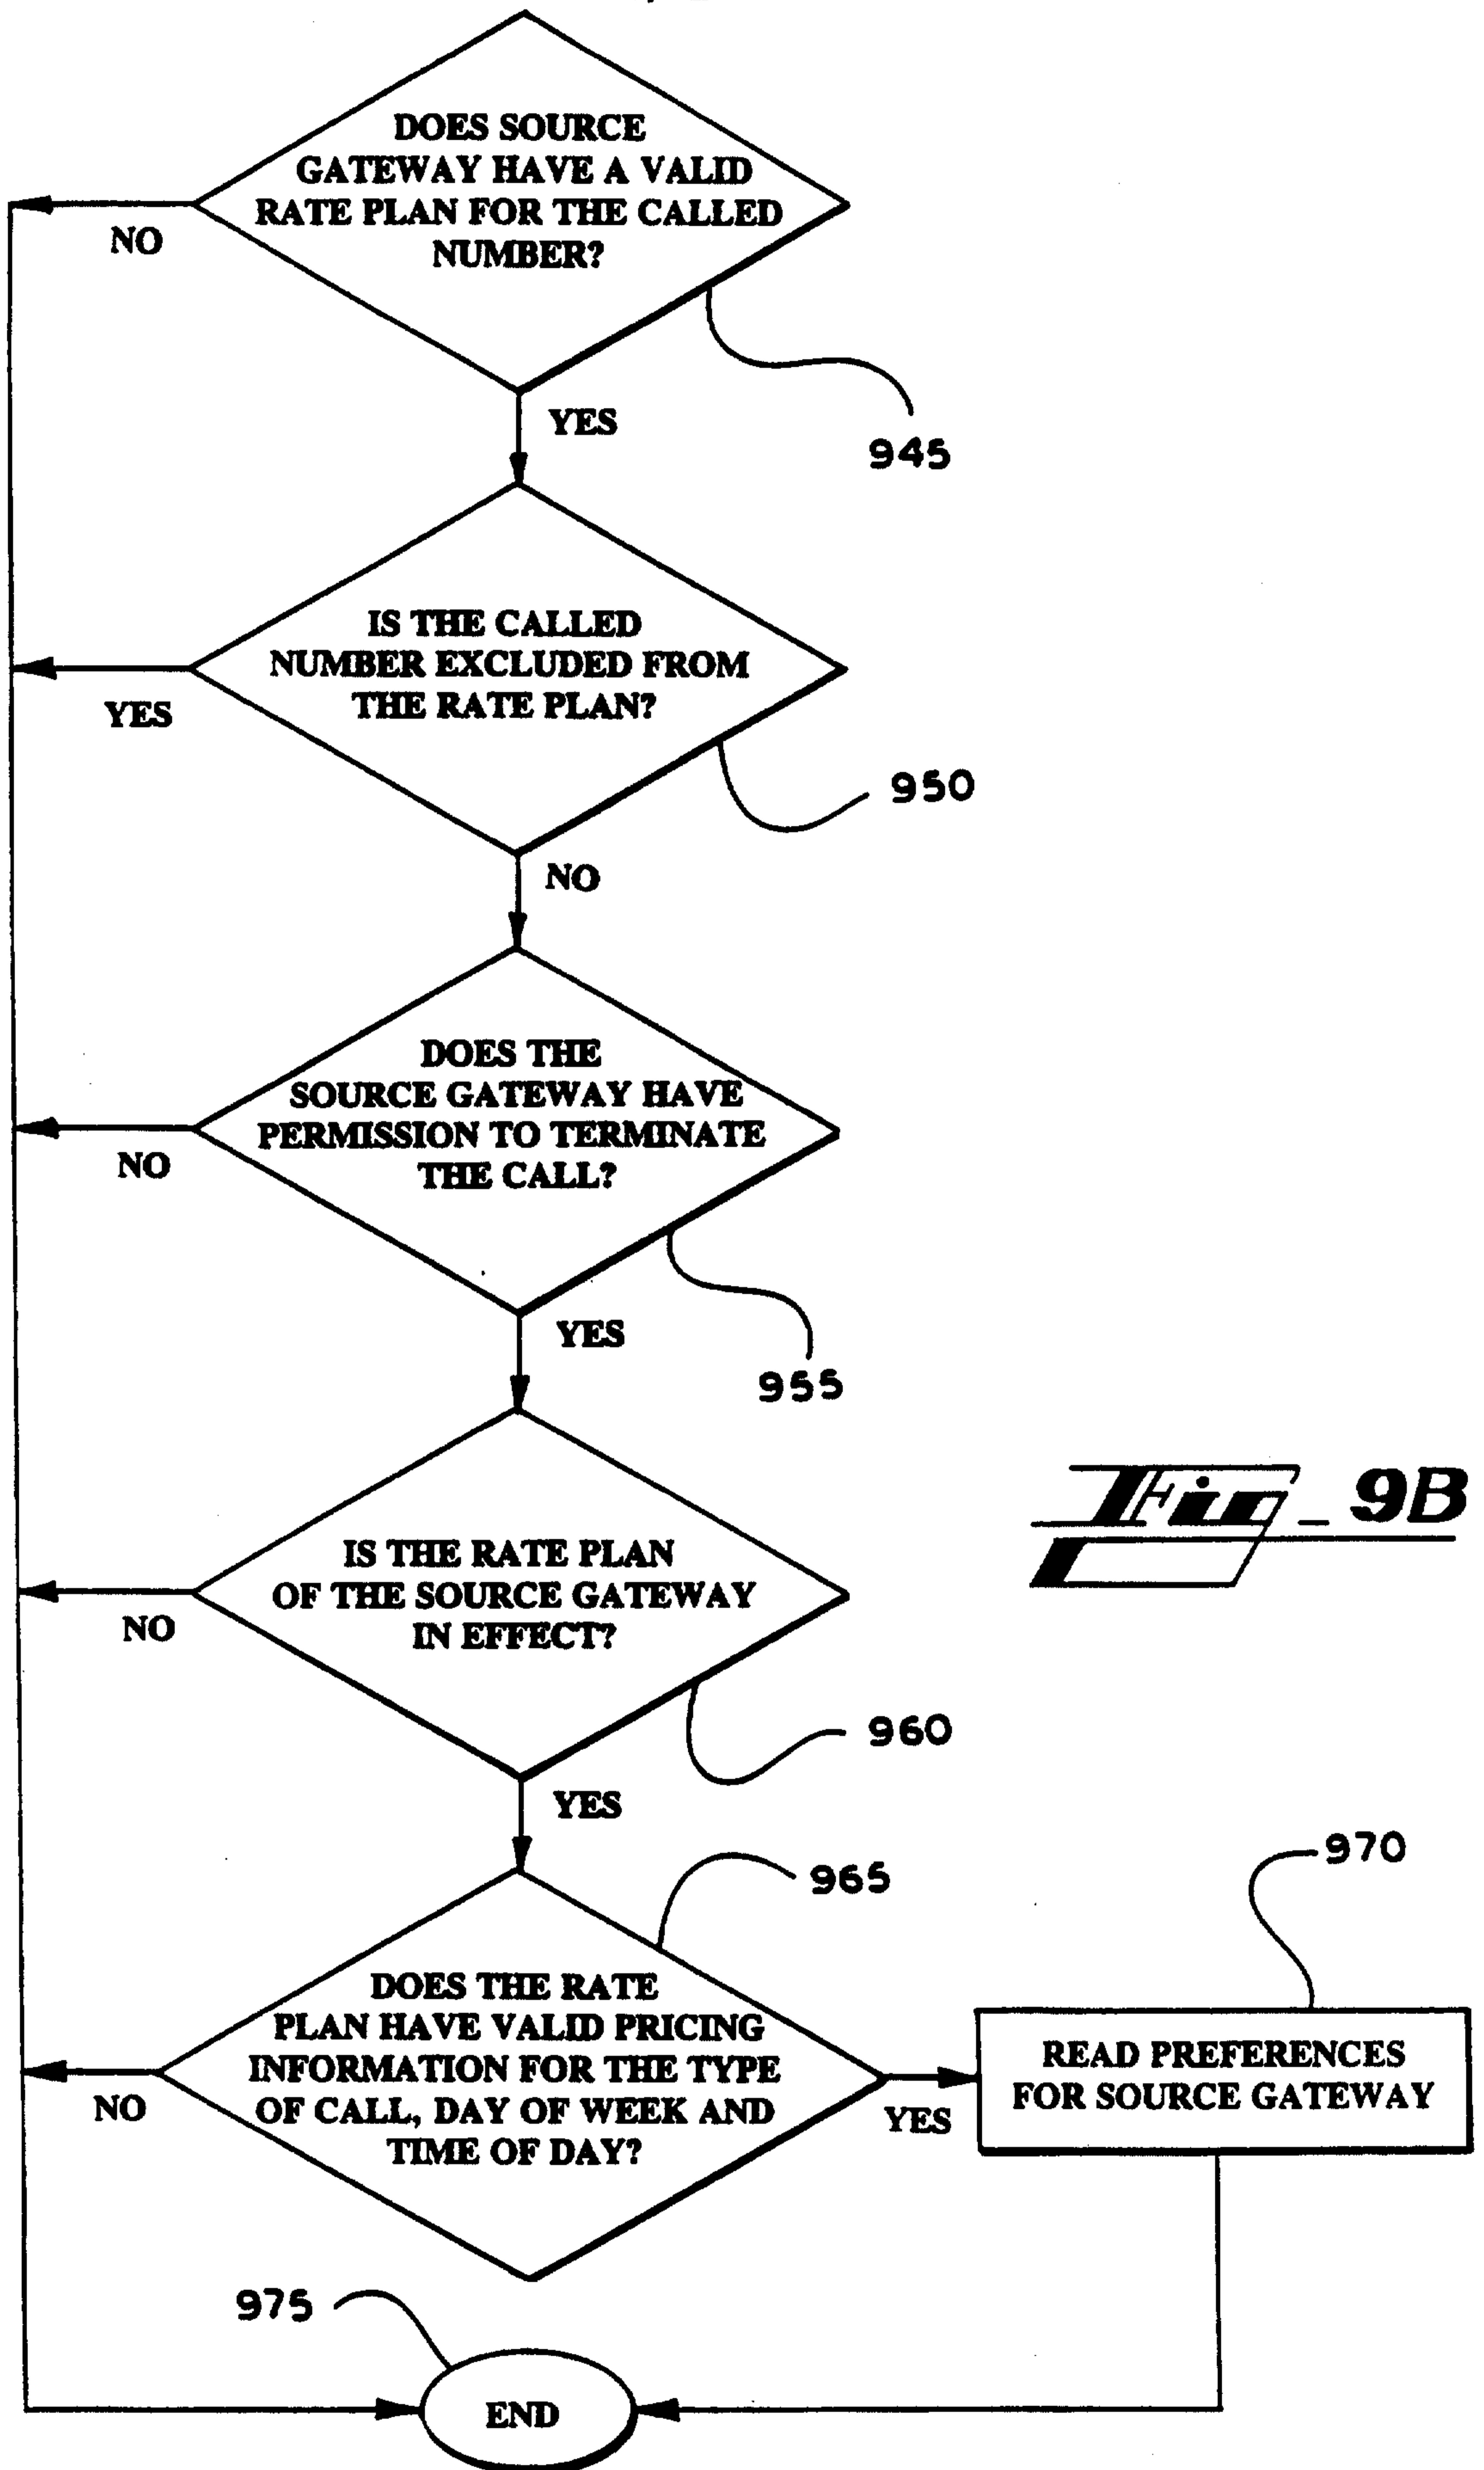 DOES SOURCE
GATEWAY HAVE A VALID
RATE PLAN FOR THE CALLED
NUMBER?
NO
YES
945
IS THE CALLED
NUMBER EXCLUDED FROM
THE RATE PLAN?
YES
950
NO
DOES THE
SOURCE GATEWAY HAVE
PERMISSION TO TERMINATE
THE CALL?
NO
YES
955
IS THE RATE PLAN
OF THE SOURCE GATEWAY
IN EFFECT?
Fig_9B
NO
960
YES
965
970
DOES THE RATE
PLAN HAVE VALID PRICING
INFORMATION FOR THE TYPE
OF CALL, DAY OF WEEK AND
TIME OF DAY?
NO
YES
READ PREFERENCES
FOR SOURCE GATEWAY
975
END